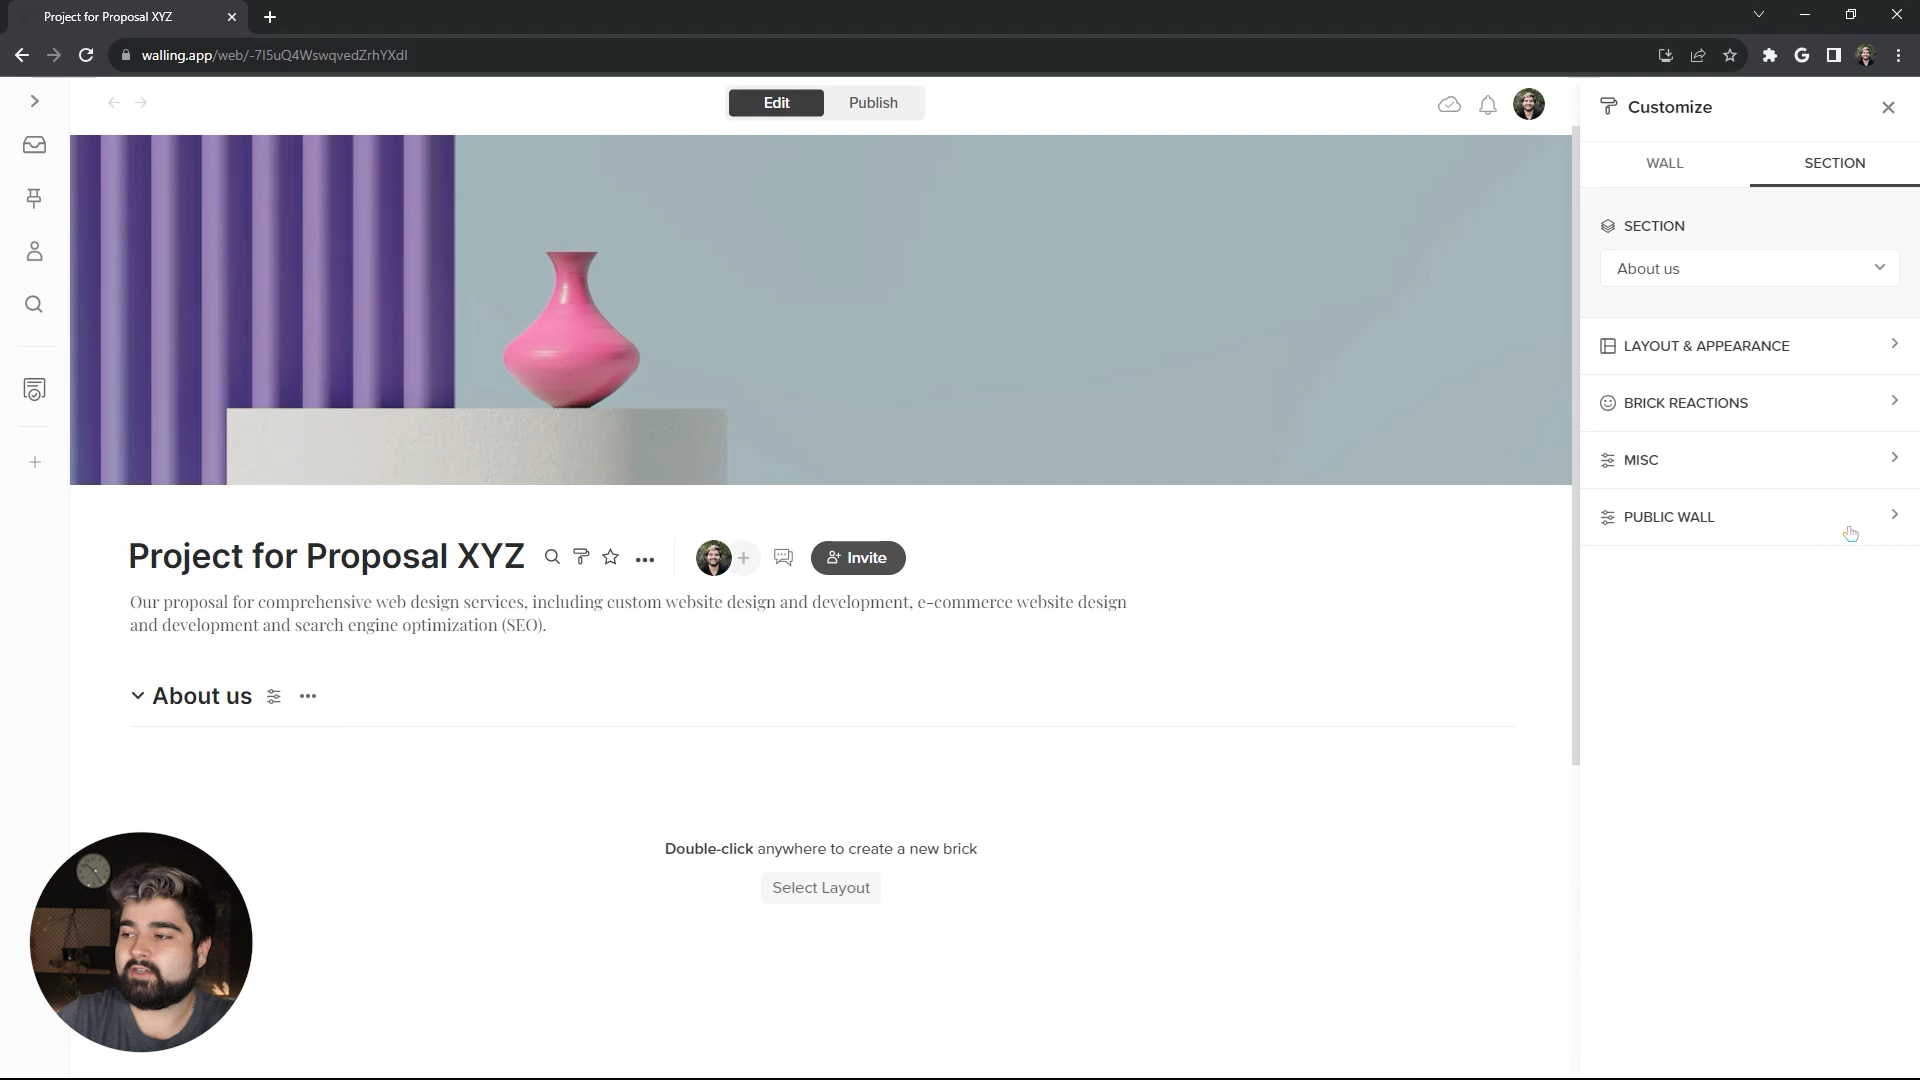 Project for Proposal XYZ
walling.app/web/-7I5uQ4WswqvedZrhYXdI
Edit
Publish
Customize
WALL
SECTION
SECTION
About us
LAYOUT & APPEARANCE
BRICK REACTIONS
MISC
PUBLIC WALL
Project for Proposal XYZ
Invite
Our proposal for comprehensive web design services, including custom website design and development, e-commerce website design
and development and search engine optimization (SEO).
About us
Double-click anywhere to create a new brick
Select Layout